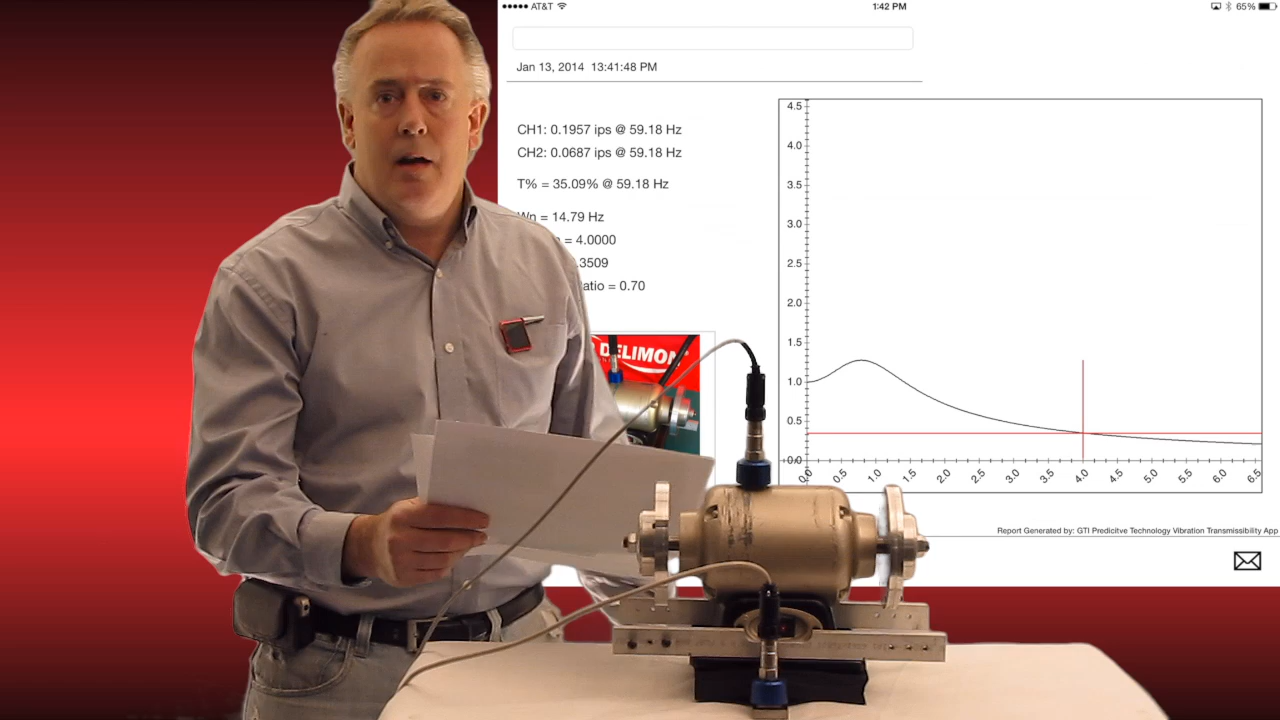 AT&T 1:42 PM 65%
Jan 13, 2014 13:41:48 PM
CH1: 0.1957 ips @ 59.18 Hz
CH2: 0.0687 ips @ 59.18 Hz
T% = 35.09% @ 59.18 Hz
Wn = 14.79 Hz
= 4.0000
.3509
atio = 0.70
DELIMON
4.5
4.0
3.5
3.0
2.5
2.0
1.5
1.0
0.5
0.0
0.0 0.5 1.0 1.5 2.0 2.5 3.0 3.5 4.0 4.5 5.0 5.5 6.0 6.5
Report Generated by: GTI Predicitve Technology Vibration Transmissibility App